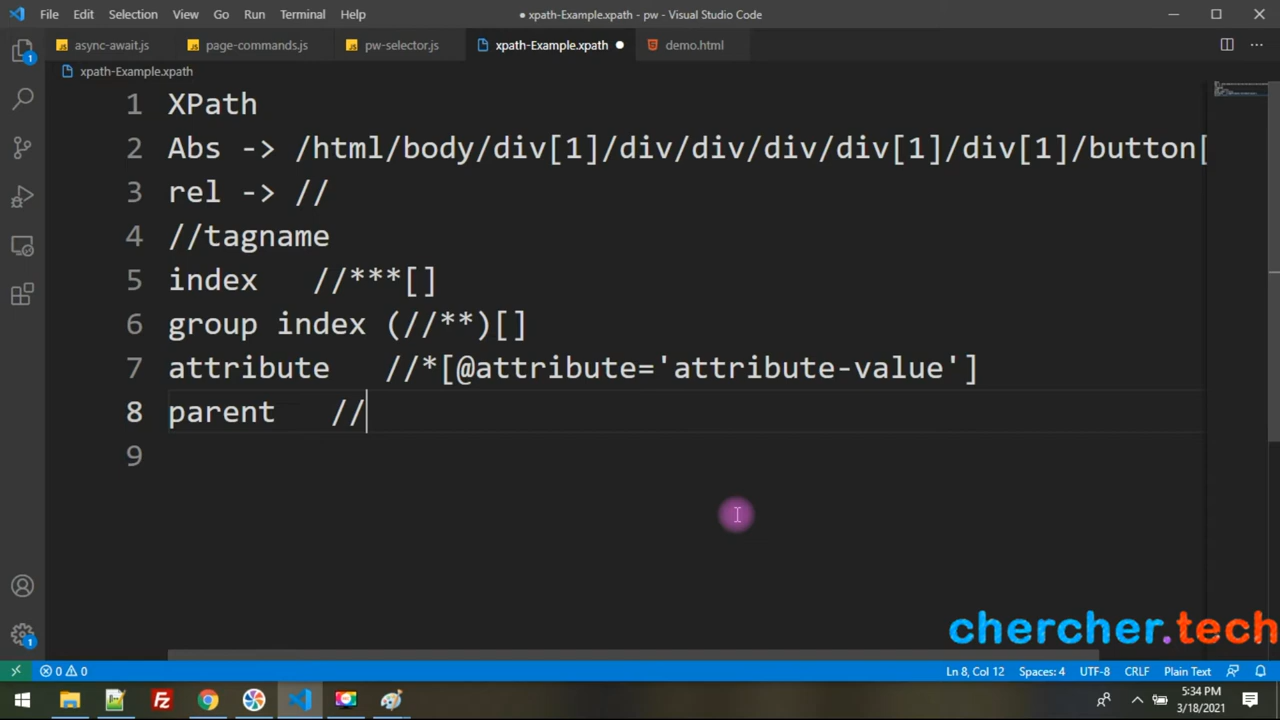 File Edit Selection View Go Run Terminal Help
● xpath-Example.xpath - pw - Visual Studio Code
async-await.js page-commands.js pw-selector.js xpath-Example.xpath demo.html
xpath-Example.xpath
1 XPath
2 Abs -> /html/body/div[1]/div/div/div/div[1]/div[1]/button[
3 rel -> //
4 //tagname
5 index //***[]
6 group index (//**)[]
7 attribute //*[@attribute='attribute-value']
8 parent //
9
chercher.tech
0 0 Ln 8, Col 12 Spaces: 4 UTF-8 CRLF Plain Text
5:34 PM
3/18/2021